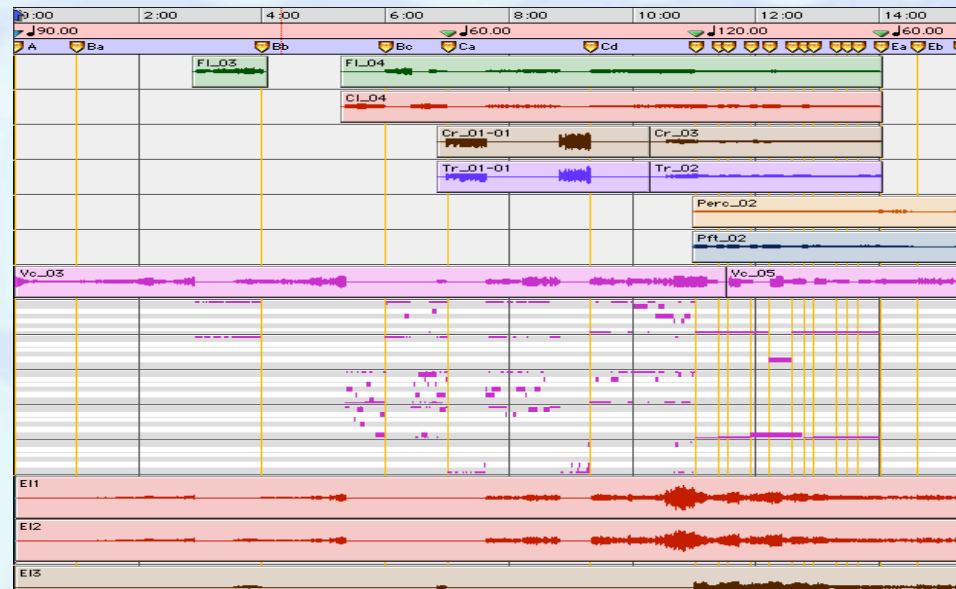 0:00 2:00 4:00 6:00 8:00 10:00 12:00 14:00
♩90.00 ♩60.00 ♩120.00 ♩60.00
A Ba Bb Bc Ca Cd Ea Eb
Fl_03 Fl_04
Cl_04
Cr_01-01 Cr_03
Tr_01-01 Tr_02
Perc_02
Pft_02
Vc_03 Vc_05
El1
El2
El3